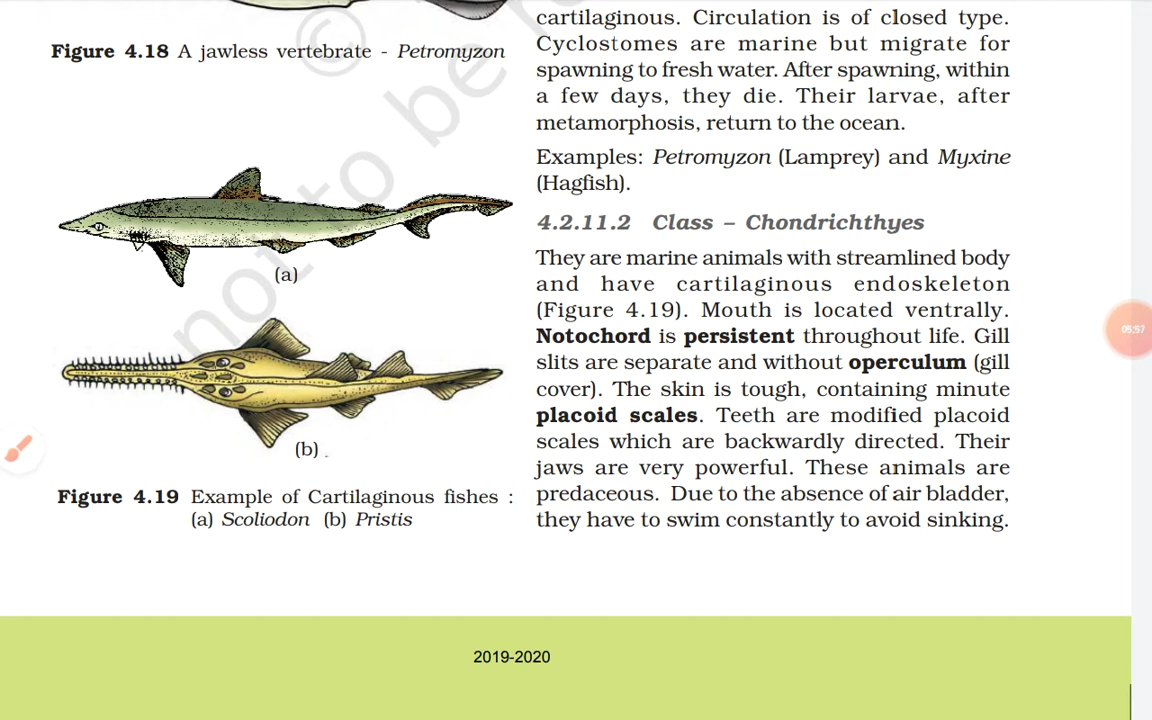 Figure 4.18 A jawless vertebrate - Petromyzon
(a)
(b)
Figure 4.19 Example of Cartilaginous fishes :
(a) Scoliodon (b) Pristis
cartilaginous. Circulation is of closed type.
Cyclostomes are marine but migrate for
spawning to fresh water. After spawning, within
a few days, they die. Their larvae, after
metamorphosis, return to the ocean.
Examples: Petromyzon (Lamprey) and Myxine
(Hagfish).
4.2.11.2 Class – Chondrichthyes
They are marine animals with streamlined body
and have cartilaginous endoskeleton
(Figure 4.19). Mouth is located ventrally.
Notochord is persistent throughout life. Gill
slits are separate and without operculum (gill
cover). The skin is tough, containing minute
placoid scales. Teeth are modified placoid
scales which are backwardly directed. Their
jaws are very powerful. These animals are
predaceous. Due to the absence of air bladder,
they have to swim constantly to avoid sinking.
© not to be
05:57
2019-2020